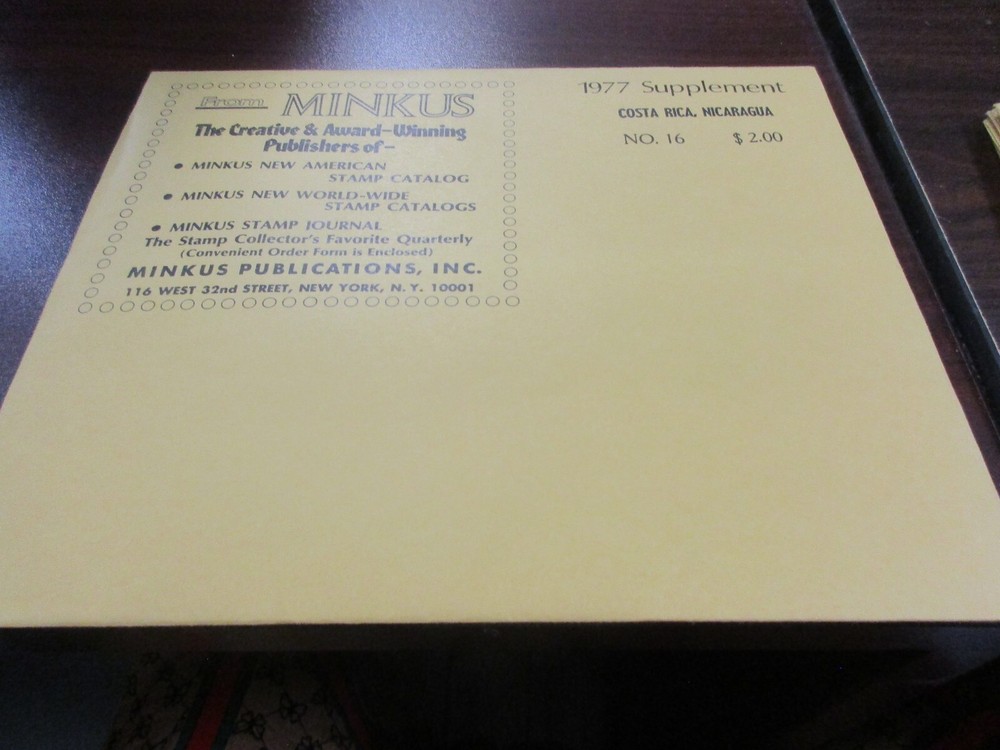 From MINKUS
The Creative & Award-Winning
Publishers of-
• MINKUS NEW AMERICAN
STAMP CATALOG
• MINKUS NEW WORLD-WIDE
STAMP CATALOGS
• MINKUS STAMP JOURNAL
The Stamp Collector's Favorite Quarterly
(Convenient Order Form is Enclosed)
MINKUS PUBLICATIONS, INC.
116 WEST 32nd STREET, NEW YORK, N. Y. 10001
1977 Supplement
COSTA RICA, NICARAGUA
NO. 16 $ 2.00